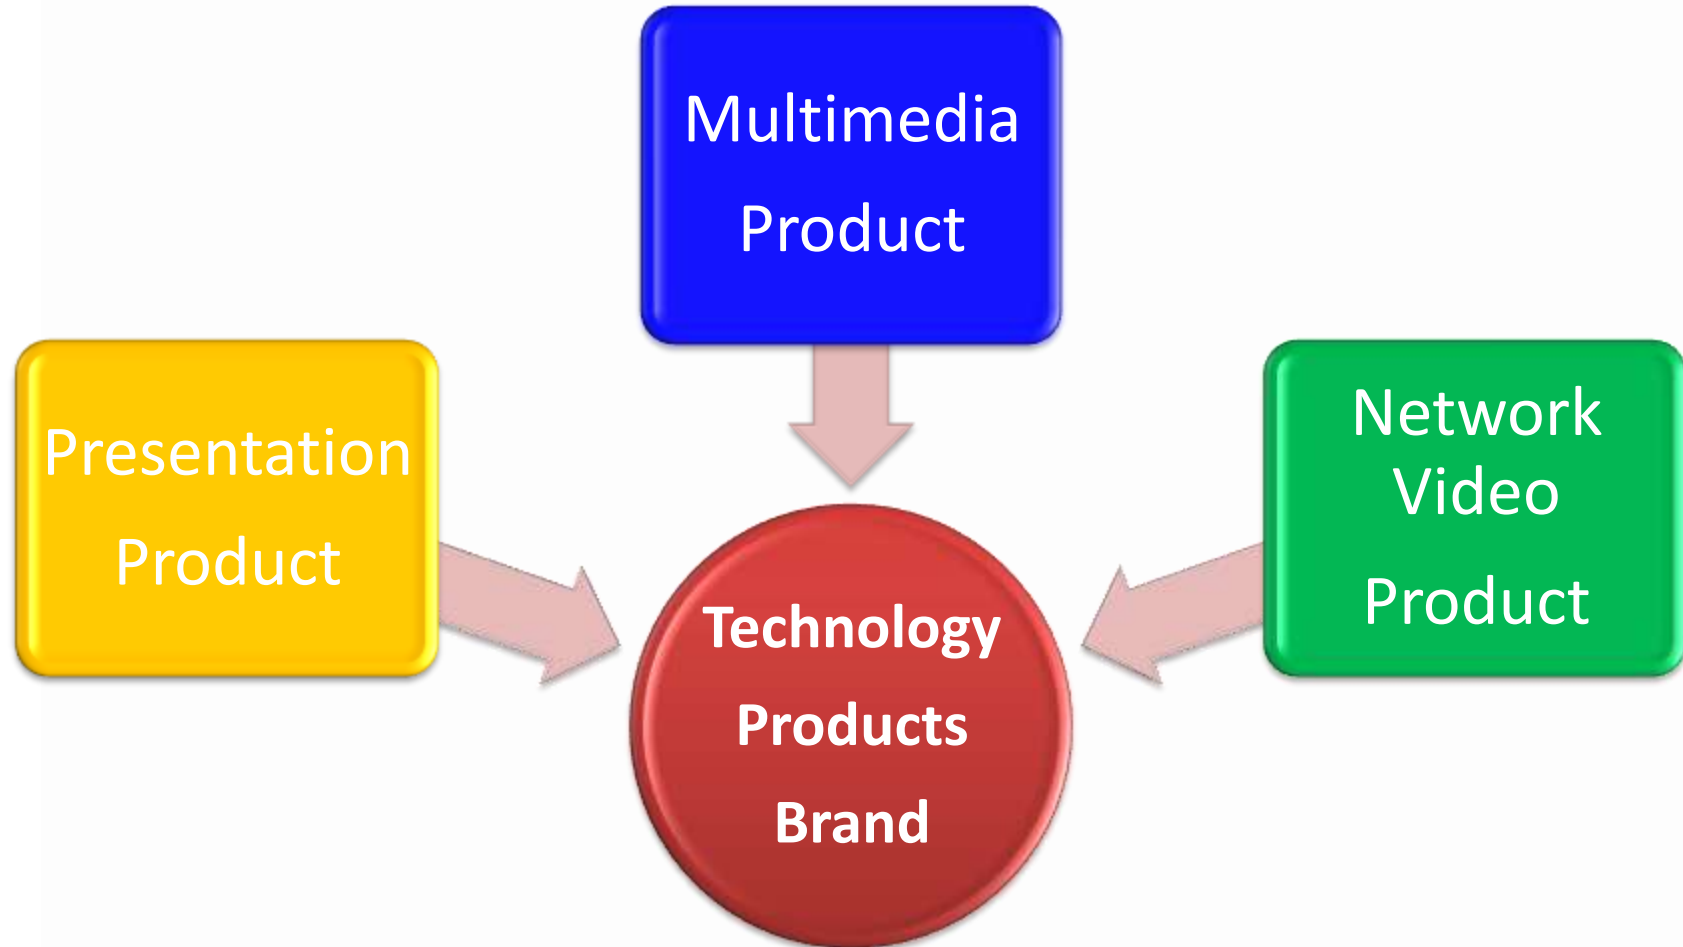 Multimedia
Product
Presentation
Product
Network
Video
Product
Technology
Products
Brand